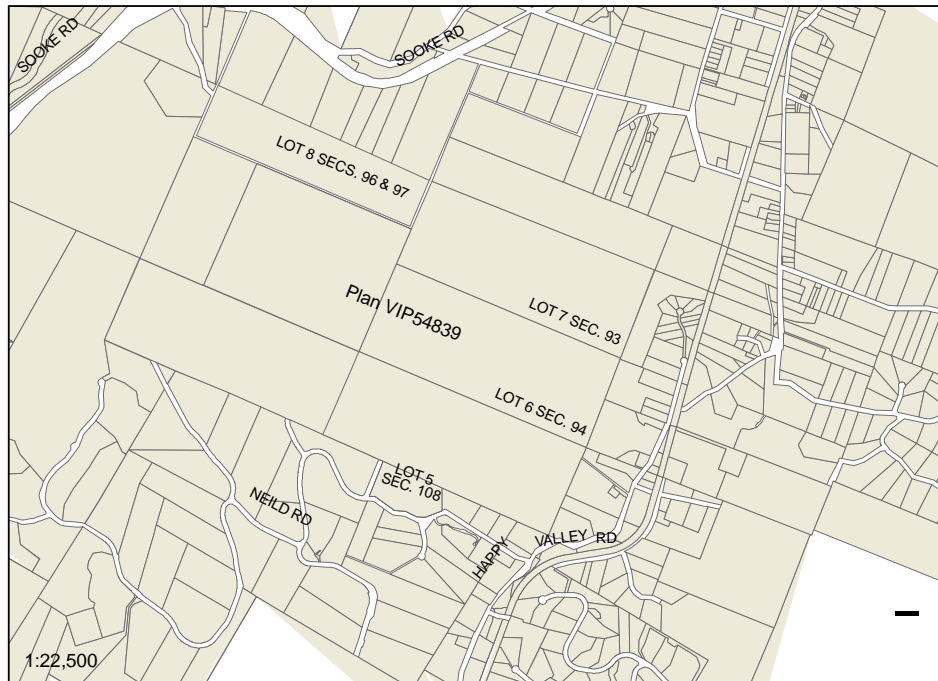 SOOKE RD
SOOKE RD
LOT 8 SECS. 96 & 97
Plan VIP54839
LOT 7 SEC. 93
LOT 6 SEC. 94
LOT 5
SEC. 108
NEILD RD
HAPPY VALLEY RD
1:22,500